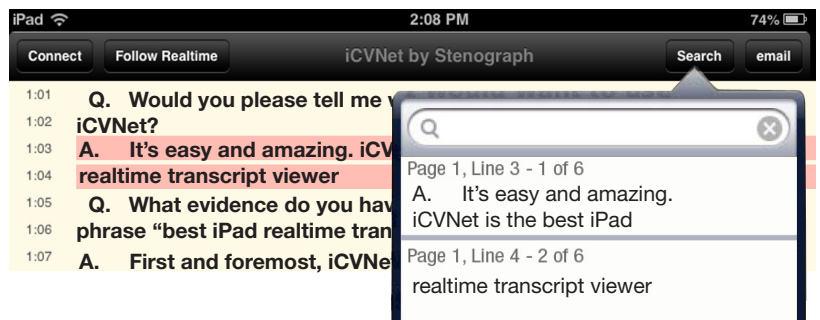 iPad 2:08 PM 74%
Connect Follow Realtime iCVNet by Stenograph Search email
1:01 Q. Would you please tell me
1:02 iCVNet?
1:03 A. It's easy and amazing. iCV
1:04 realtime transcript viewer
1:05 Q. What evidence do you hav
1:06 phrase “best iPad realtime tran
1:07 A. First and foremost, iCVNe
Page 1, Line 3 - 1 of 6
A. It's easy and amazing.
iCVNet is the best iPad
Page 1, Line 4 - 2 of 6
realtime transcript viewer